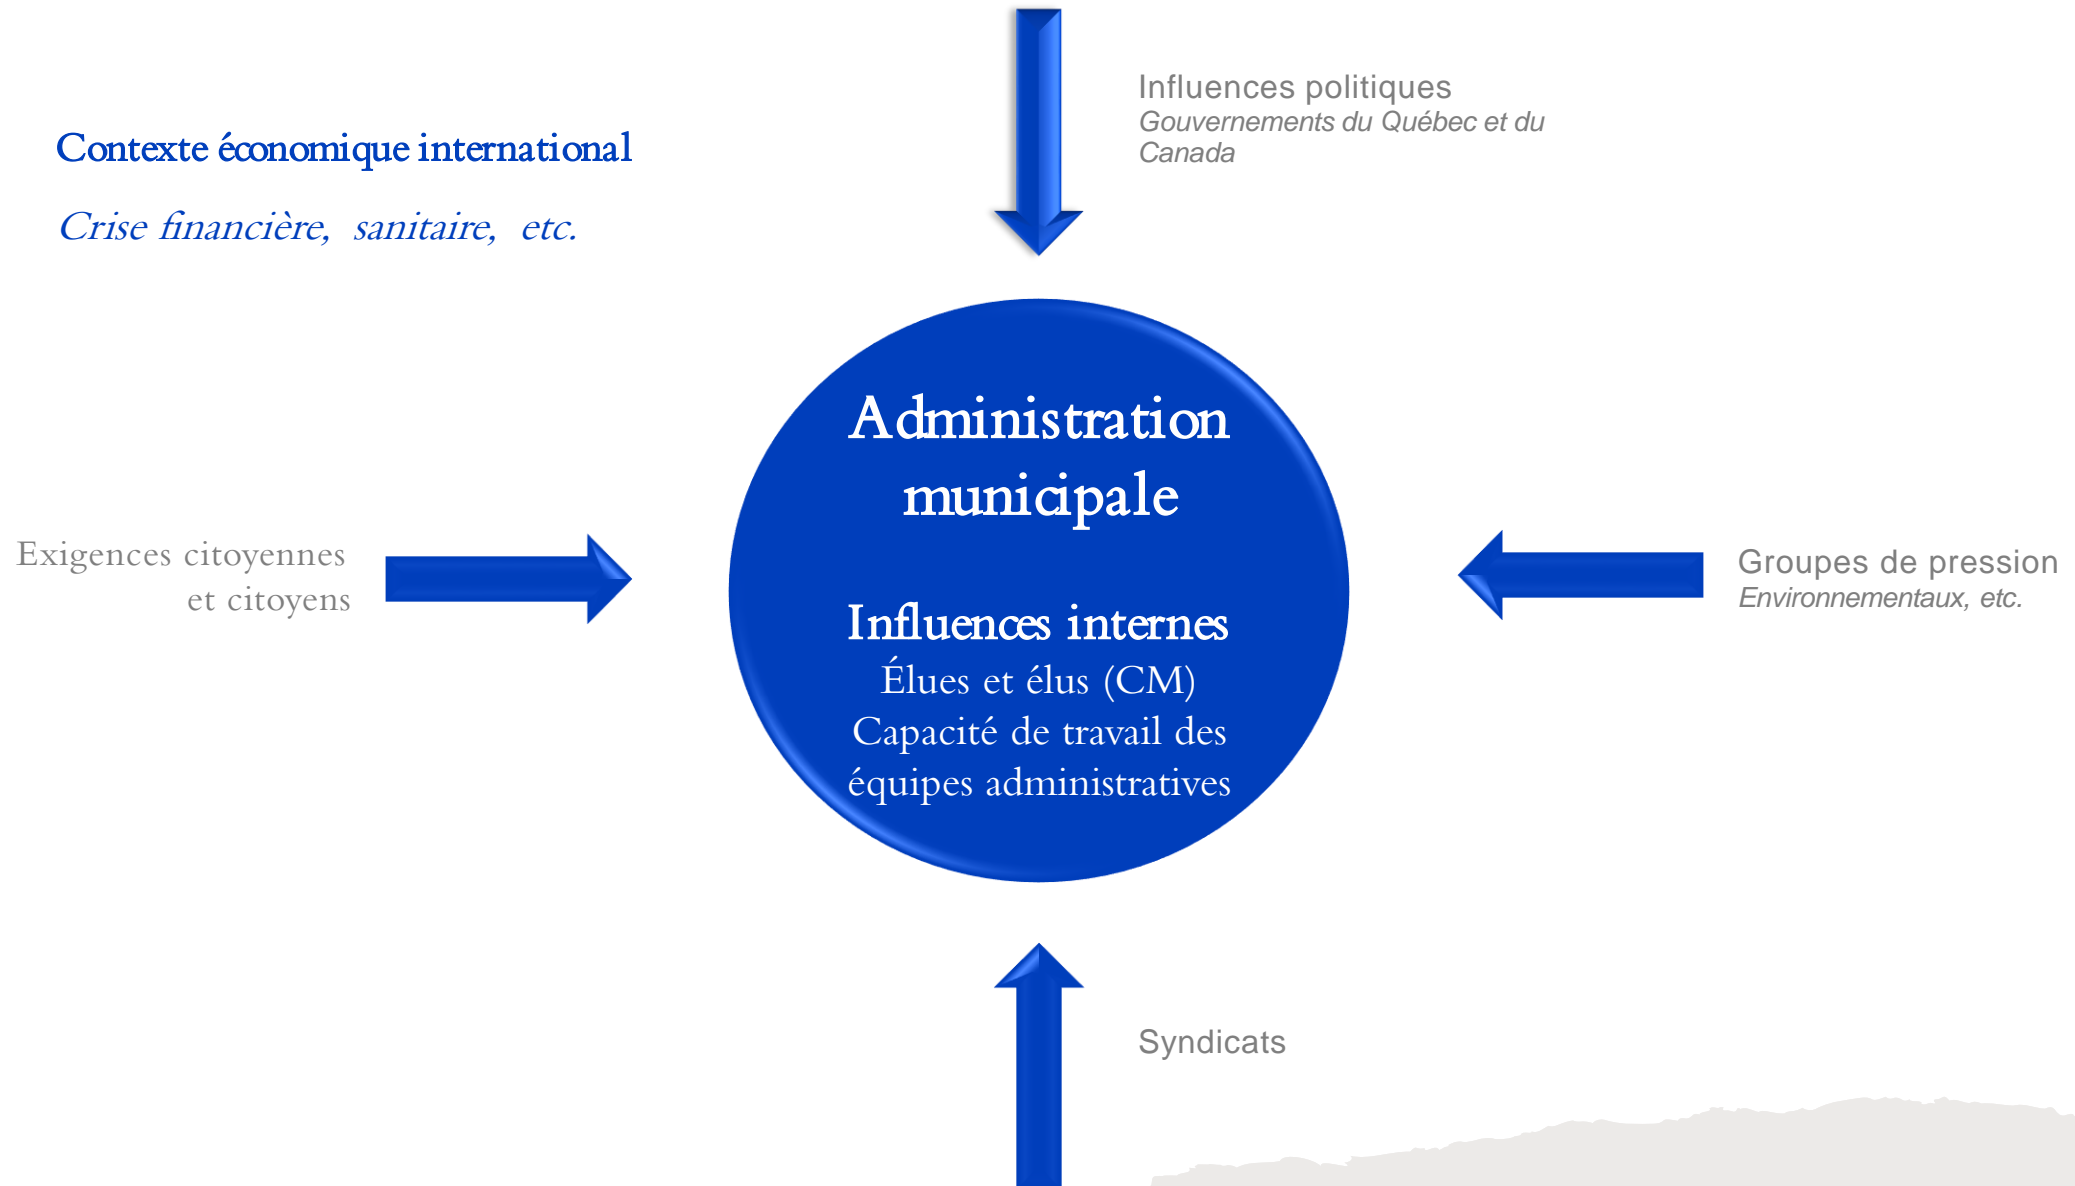 Influences politiques
Gouvernements du Québec et du
Canada
Contexte économique international
Crise financière, sanitaire, etc.
Administration
municipale
Influences internes
Élues et élus (CM)
Capacité de travail des
équipes administratives
Exigences citoyennes
et citoyens
Groupes de pression
Environnementaux, etc.
Syndicats